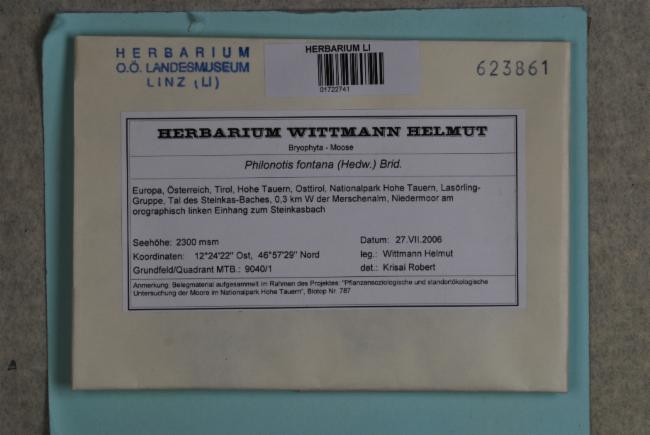 HERBARIUM
O.Ö. LANDESMUSEUM
LINZ (LI)
HERBARIUM LI
01722741
623861
HERBARIUM WITTMANN HELMUT
Bryophyta - Moose
Philonotis fontana (Hedw.) Brid.
Europa, Österreich, Tirol, Hohe Tauern, Osttirol, Nationalpark Hohe Tauern, Lasörling-
Gruppe, Tal des Steinkas-Baches, 0,3 km W der Merschenalm, Niedermoor am
orographisch linken Einhang zum Steinkasbach
Seehöhe: 2300 msm
Datum: 27.VII.2006
Koordinaten: 12°24'22" Ost, 46°57'29" Nord
leg.: Wittmann Helmut
Grundfeld/Quadrant MTB.: 9040/1
det.: Krisai Robert
Anmerkung: Belegmaterial aufgesammelt im Rahmen des Projektes: "Pflanzensoziologische und standortökologische
Untersuchung der Moore im Nationalpark Hohe Tauern", Biotop Nr. 787